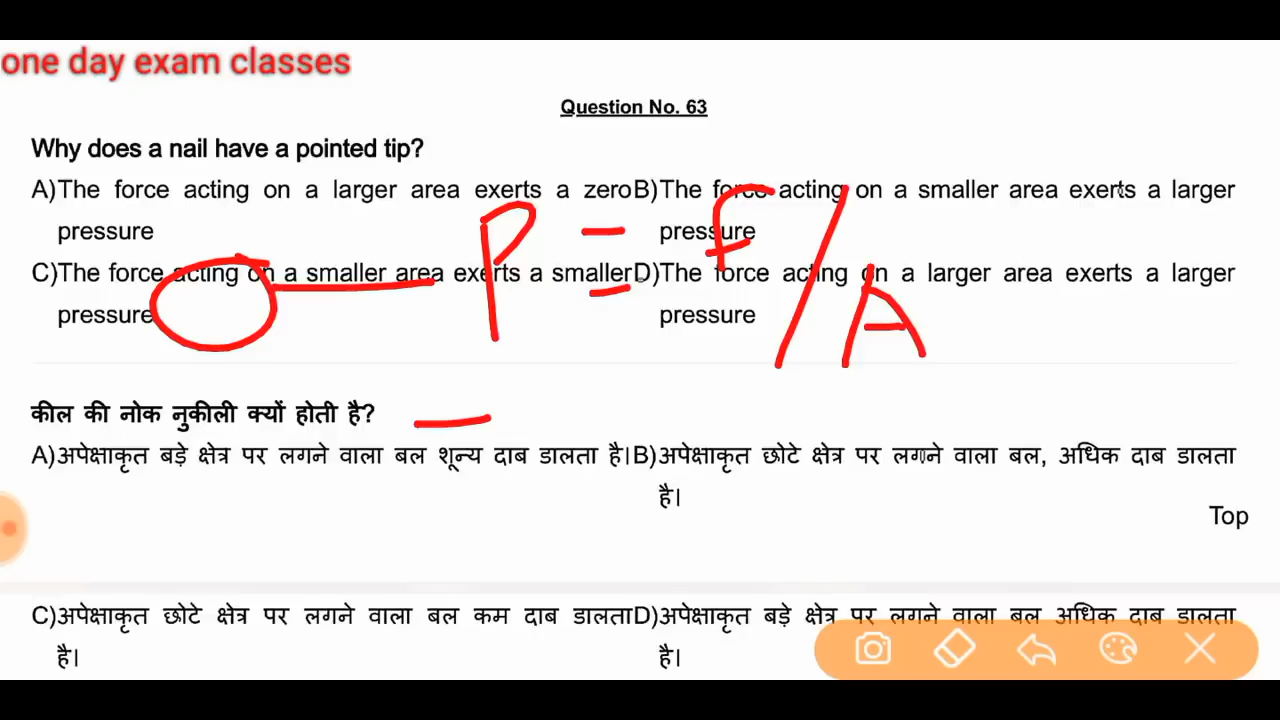 one day exam classes
Question No. 63
Why does a nail have a pointed tip?
A)The force acting on a larger area exerts a zero B)The force acting on a smaller area exerts a larger
pressure pressure
C)The force acting on a smaller area exerts a smaller D)The force acting on a larger area exerts a larger
pressure pressure
P = F/A
कील की नोक नुकीली क्यों होती है?
A)अपेक्षाकृत बड़े क्षेत्र पर लगने वाला बल शून्य दाब डालता है। B)अपेक्षाकृत छोटे क्षेत्र पर लगने वाला बल, अधिक दाब डालता
है।
Top
C)अपेक्षाकृत छोटे क्षेत्र पर लगने वाला बल कम दाब डालता D)अपेक्षाकृत बड़े क्षेत्र पर लगने वाला बल अधिक दाब डालता
है। है।